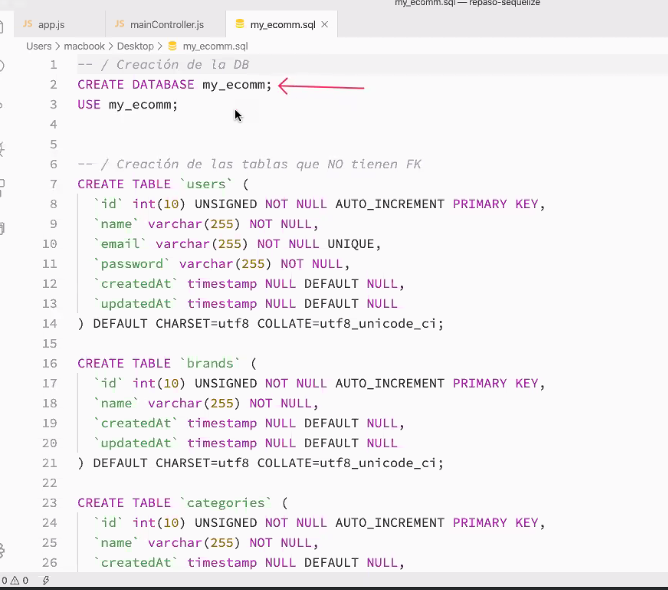 my_ecomm.sql — repaso-sequelize
JS app.js JS mainController.js my_ecomm.sql ×
Users > macbook > Desktop > my_ecomm.sql
1 -- / Creación de la DB
2 CREATE DATABASE my_ecomm;
3 USE my_ecomm;
4
5
6 -- / Creación de las tablas que NO tienen FK
7 CREATE TABLE `users` (
8 `id` int(10) UNSIGNED NOT NULL AUTO_INCREMENT PRIMARY KEY,
9 `name` varchar(255) NOT NULL,
10 `email` varchar(255) NOT NULL UNIQUE,
11 `password` varchar(255) NOT NULL,
12 `createdAt` timestamp NULL DEFAULT NULL,
13 `updatedAt` timestamp NULL DEFAULT NULL
14 ) DEFAULT CHARSET=utf8 COLLATE=utf8_unicode_ci;
15
16 CREATE TABLE `brands` (
17 `id` int(10) UNSIGNED NOT NULL AUTO_INCREMENT PRIMARY KEY,
18 `name` varchar(255) NOT NULL,
19 `createdAt` timestamp NULL DEFAULT NULL,
20 `updatedAt` timestamp NULL DEFAULT NULL
21 ) DEFAULT CHARSET=utf8 COLLATE=utf8_unicode_ci;
22
23 CREATE TABLE `categories` (
24 `id` int(10) UNSIGNED NOT NULL AUTO_INCREMENT PRIMARY KEY,
25 `name` varchar(255) NOT NULL,
26 `createdAt` timestamp NULL DEFAULT NULL,
0 0